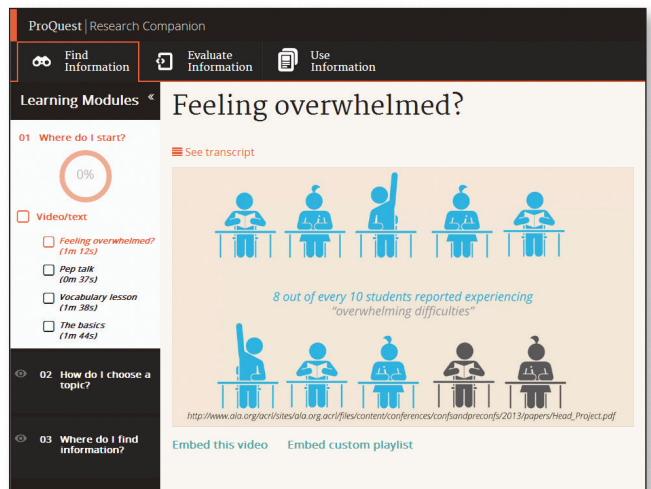 ProQuest | Research Companion
Find
Information
Evaluate
Information
Use
Information
Learning Modules «
01 Where do I start?
0%
Video/text
Feeling overwhelmed?
(1m 12s)
Pep talk
(0m 37s)
Vocabulary lesson
(1m 38s)
The basics
(1m 44s)
02 How do I choose a
topic?
03 Where do I find
information?
Feeling overwhelmed?
See transcript
8 out of every 10 students reported experiencing
"overwhelming difficulties"
http://www.ala.org/acrl/sites/ala.org.acrl/files/content/conferences/confsandpreconfs/2013/papers/Head_Project.pdf
Embed this video Embed custom playlist